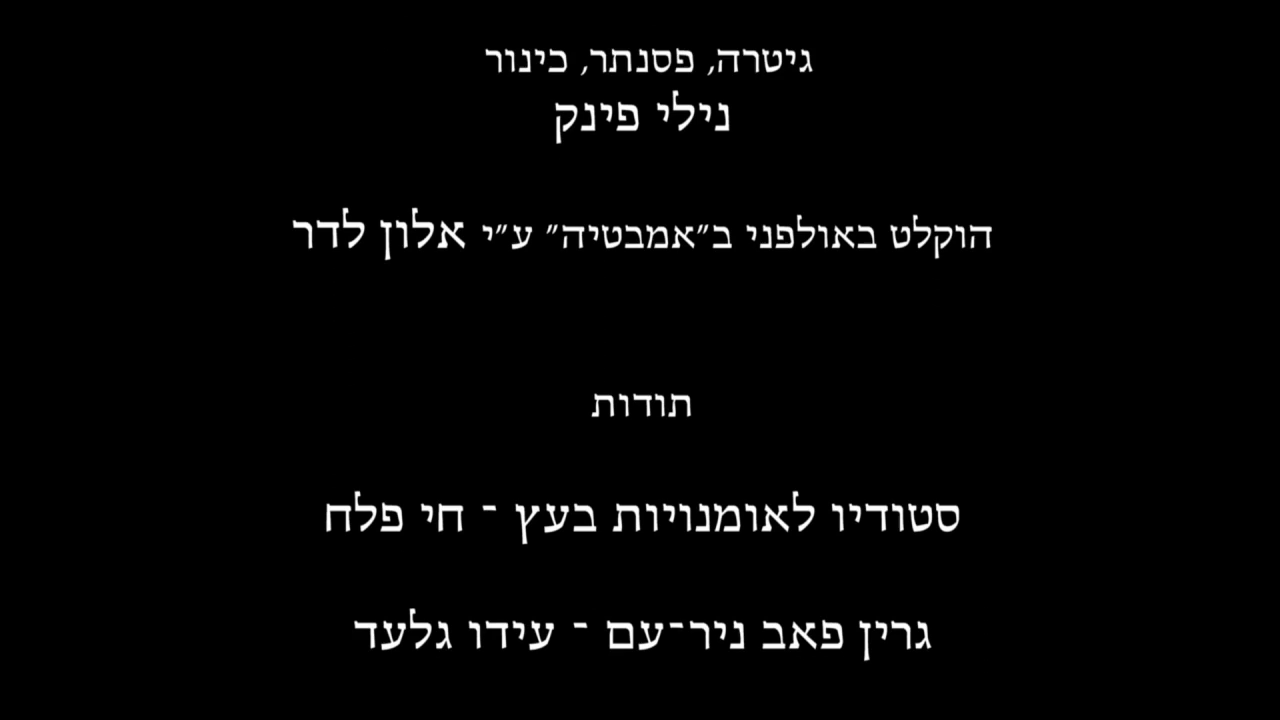 גיטרה, פסנתר, כינור
נילי פינק
הוקלט באולפני ב״אמבטיה״ ע״י אלון לדר
תודות
סטודיו לאומנויות בעץ - חי פלח
גרין פאב ניר-עם - עידו גלעד